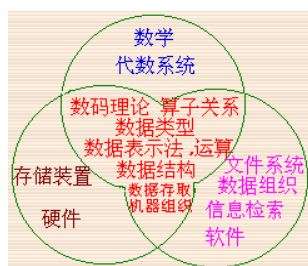 数学
代数系统
数码理论 算子关系
数据类型
数据表示法,运算
数据结构
数据存取
机器组织
存储装置
硬件
文件系统
数据组织
信息检索
软件